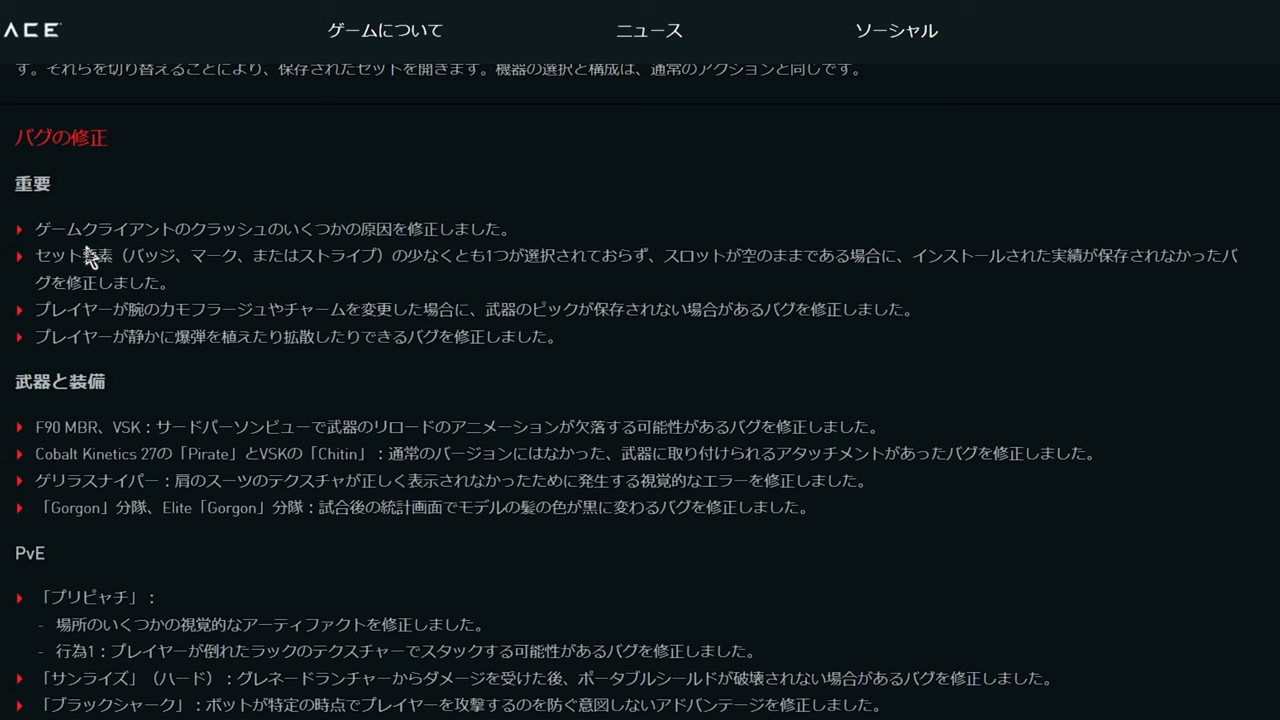 ACE
ゲームについて
ニュース
ソーシャル
す。それらを切り替えることにより、保存されたセットを開きます。機器の選択と構成は、通常のアクションと同じです。
バグの修正
重要
ゲームクライアントのクラッシュのいくつかの原因を修正しました。
セット要素（バッジ、マーク、またはストライプ）の少なくとも1つが選択されておらず、スロットが空のままである場合に、インストールされた実績が保存されなかったバ
グを修正しました。
プレイヤーが腕のカモフラージュやチャームを変更した場合に、武器のピックが保存されない場合があるバグを修正しました。
プレイヤーが静かに爆弾を植えたり拡散したりできるバグを修正しました。
武器と装備
F90 MBR、VSK：サードパーソンビューで武器のリロードのアニメーションが欠落する可能性があるバグを修正しました。
Cobalt Kinetics 27の「Pirate」とVSKの「Chitin」：通常のバージョンにはなかった、武器に取り付けられるアタッチメントがあったバグを修正しました。
ゲリラスナイパー：肩のスーツのテクスチャが正しく表示されなかったために発生する視覚的なエラーを修正しました。
「Gorgon」分隊、Elite「Gorgon」分隊：試合後の統計画面でモデルの髪の色が黒に変わるバグを修正しました。
PvE
「プリピャチ」：
- 場所のいくつかの視覚的なアーティファクトを修正しました。
- 行為1：プレイヤーが倒れたラックのテクスチャーでスタックする可能性があるバグを修正しました。
「サンライズ」（ハード）：グレネードランチャーからダメージを受けた後、ポータブルシールドが破壊されない場合があるバグを修正しました。
「ブラックシャーク」：ボットが特定の時点でプレイヤーを攻撃するのを防ぐ意図しないアドバンテージを修正しました。